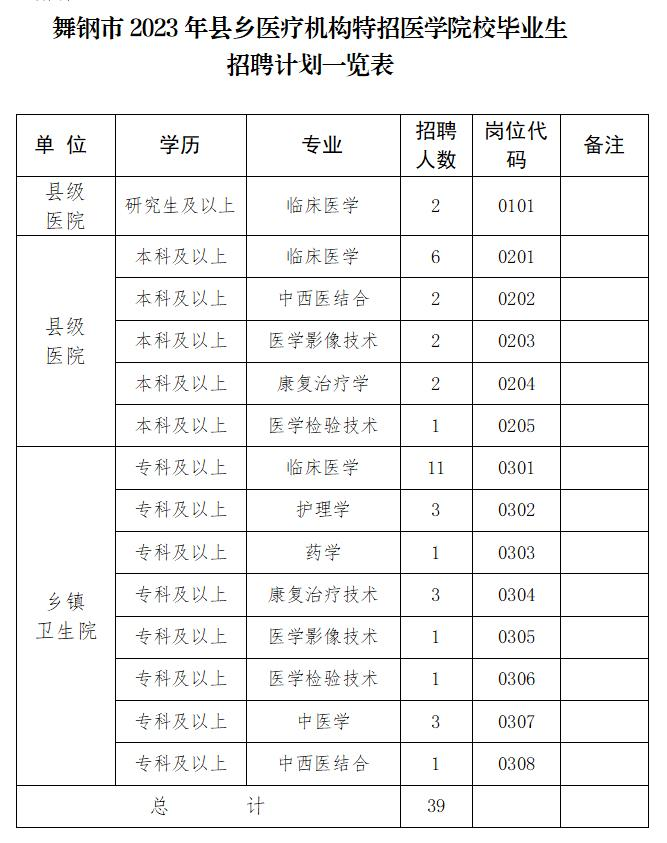 舞钢市 2023 年县乡医疗机构特招医学院校毕业生
招聘计划一览表
单 位 学历 专业 招聘人数 岗位代码 备注
县级医院 研究生及以上 临床医学 2 0101
县级医院 本科及以上 临床医学 6 0201
本科及以上 中西医结合 2 0202
本科及以上 医学影像技术 2 0203
本科及以上 康复治疗学 2 0204
本科及以上 医学检验技术 1 0205
乡镇卫生院 专科及以上 临床医学 11 0301
专科及以上 护理学 3 0302
专科及以上 药学 1 0303
专科及以上 康复治疗技术 3 0304
专科及以上 医学影像技术 1 0305
专科及以上 医学检验技术 1 0306
专科及以上 中医学 3 0307
专科及以上 中西医结合 1 0308
总 计 39